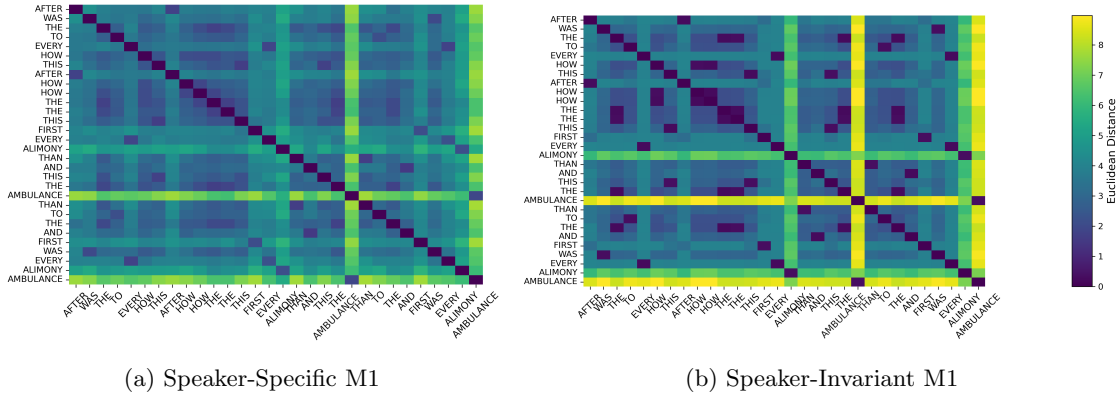 AFTER
WAS
THE
TO
EVERY
HOW
THIS
AFTER
HOW
HOW
THE
THE
THIS
FIRST
EVERY
ALIMONY
THAN
AND
THIS
THE
AMBULANCE
THAN
TO
THE
AND
FIRST
WAS
EVERY
ALIMONY
AMBULANCE
AFTER
WAS
THE
TO
EVERY
HOW
THIS
AFTER
HOW
HOW
THE
THE
THIS
FIRST
EVERY
ALIMONY
THAN
AND
THIS
THE
AMBULANCE
THAN
TO
THE
AND
FIRST
WAS
EVERY
ALIMONY
AMBULANCE
(a) Speaker-Specific M1
AFTER
WAS
THE
TO
EVERY
HOW
THIS
AFTER
HOW
HOW
THE
THE
THIS
FIRST
EVERY
ALIMONY
THAN
AND
THIS
THE
AMBULANCE
THAN
TO
THE
AND
FIRST
WAS
EVERY
ALIMONY
AMBULANCE
AFTER
WAS
THE
TO
EVERY
HOW
THIS
AFTER
HOW
HOW
THE
THE
THIS
FIRST
EVERY
ALIMONY
THAN
AND
THIS
THE
AMBULANCE
THAN
TO
THE
AND
FIRST
WAS
EVERY
ALIMONY
AMBULANCE
(b) Speaker-Invariant M1
8
7
6
5
4
3
2
1
0
Euclidean Distance